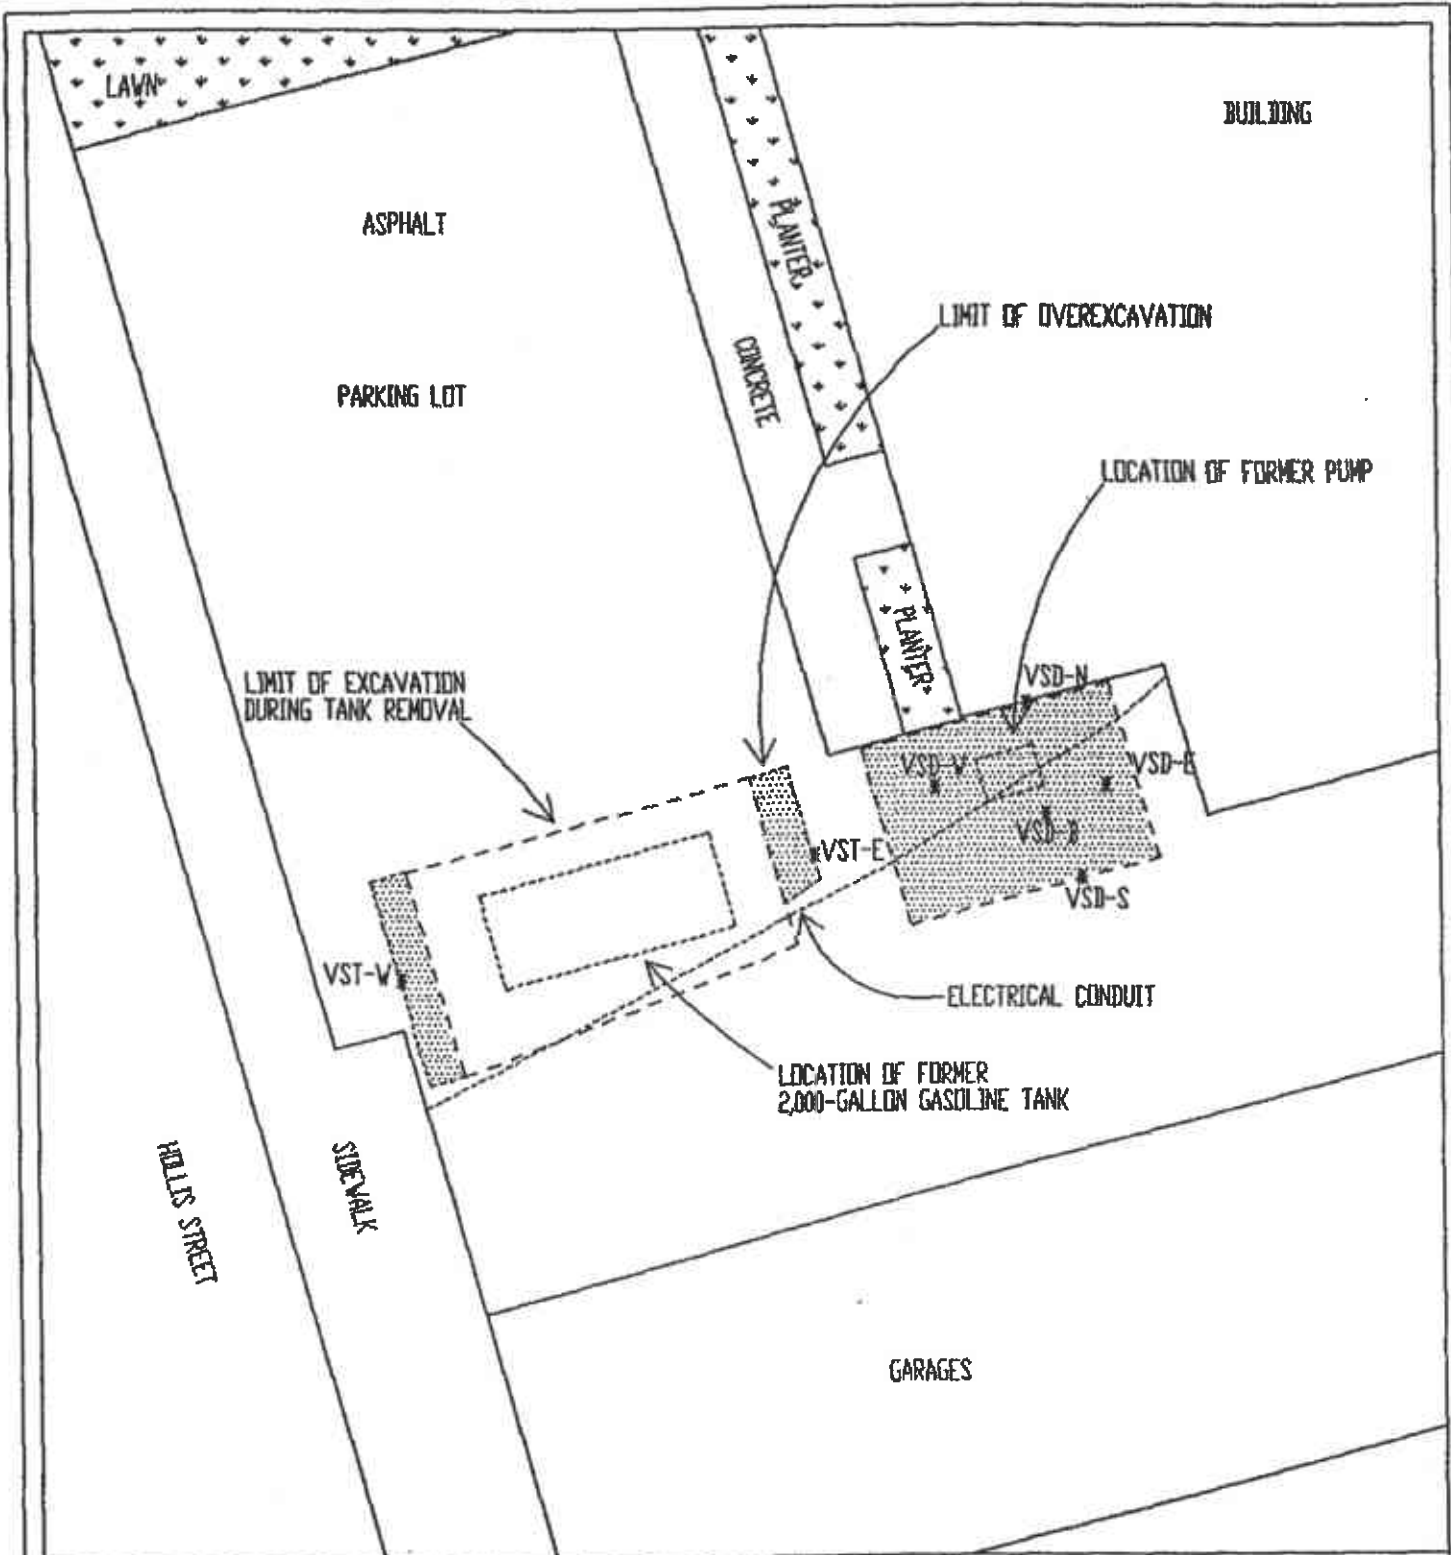 LAWN
BUILDING
ASPHALT
PLANTER
LIMIT OF OVEREXCAVATION
CONCRETE
PARKING LOT
LOCATION OF FORMER PUMP
PLANTER
LIMIT OF EXCAVATION
DURING TANK REMOVAL
VSD-N
VSD-W
VSD-E
VSD-B
VST-E
VSD-S
VST-W
ELECTRICAL CONDUIT
LOCATION OF FORMER
2,000-GALLON GASOLINE TANK
HOLLIS STREET
SIDEWALK
GARAGES